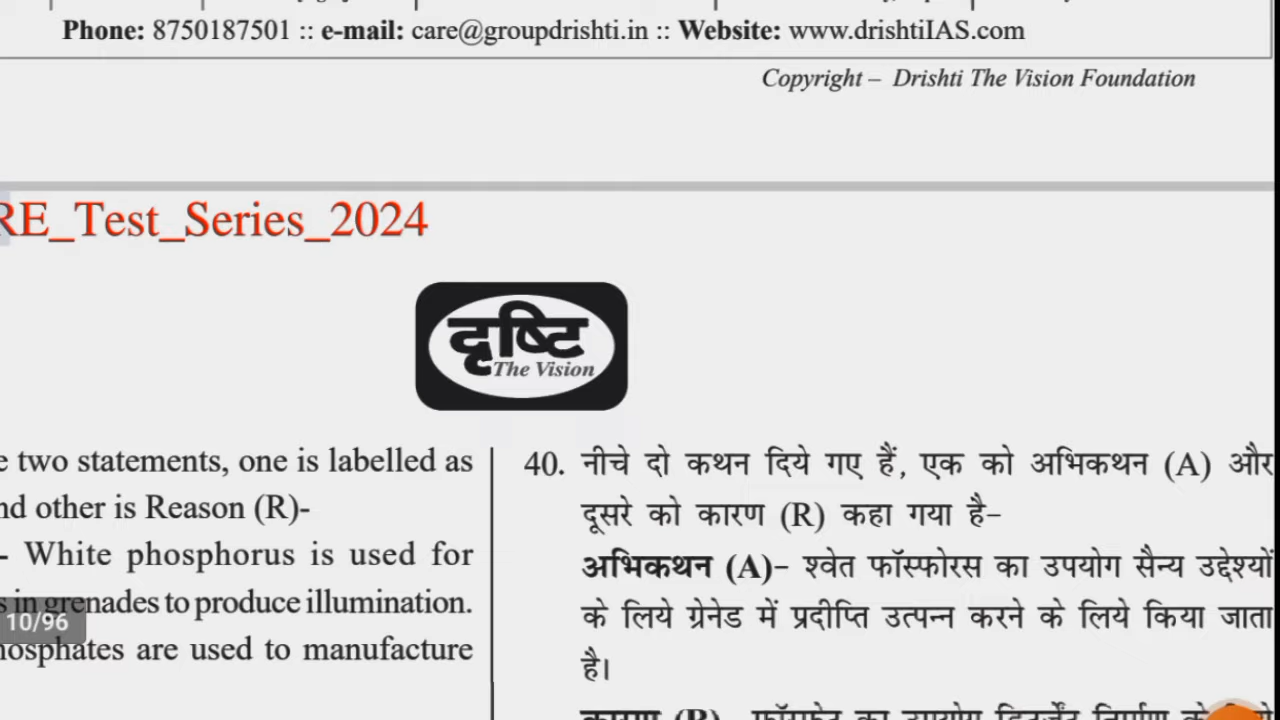 Phone: 8750187501 :: e-mail: care@groupdrishti.in :: Website: www.drishtiIAS.com
Copyright – Drishti The Vision Foundation
RE_Test_Series_2024
दृष्टि
The Vision
two statements, one is labelled as
other is Reason (R)-
- White phosphorus is used for
in grenades to produce illumination.
10/96
are used to manufacture
40. नीचे दो कथन दिये गए हैं, एक को अभिकथन (A) और
दूसरे को कारण (R) कहा गया है–
अभिकथन (A)– श्वेत फॉस्फोरस का उपयोग सैन्य उद्देश्यों
के लिये ग्रेनेड में प्रदीप्ति उत्पन्न करने के लिये किया जाता
है।